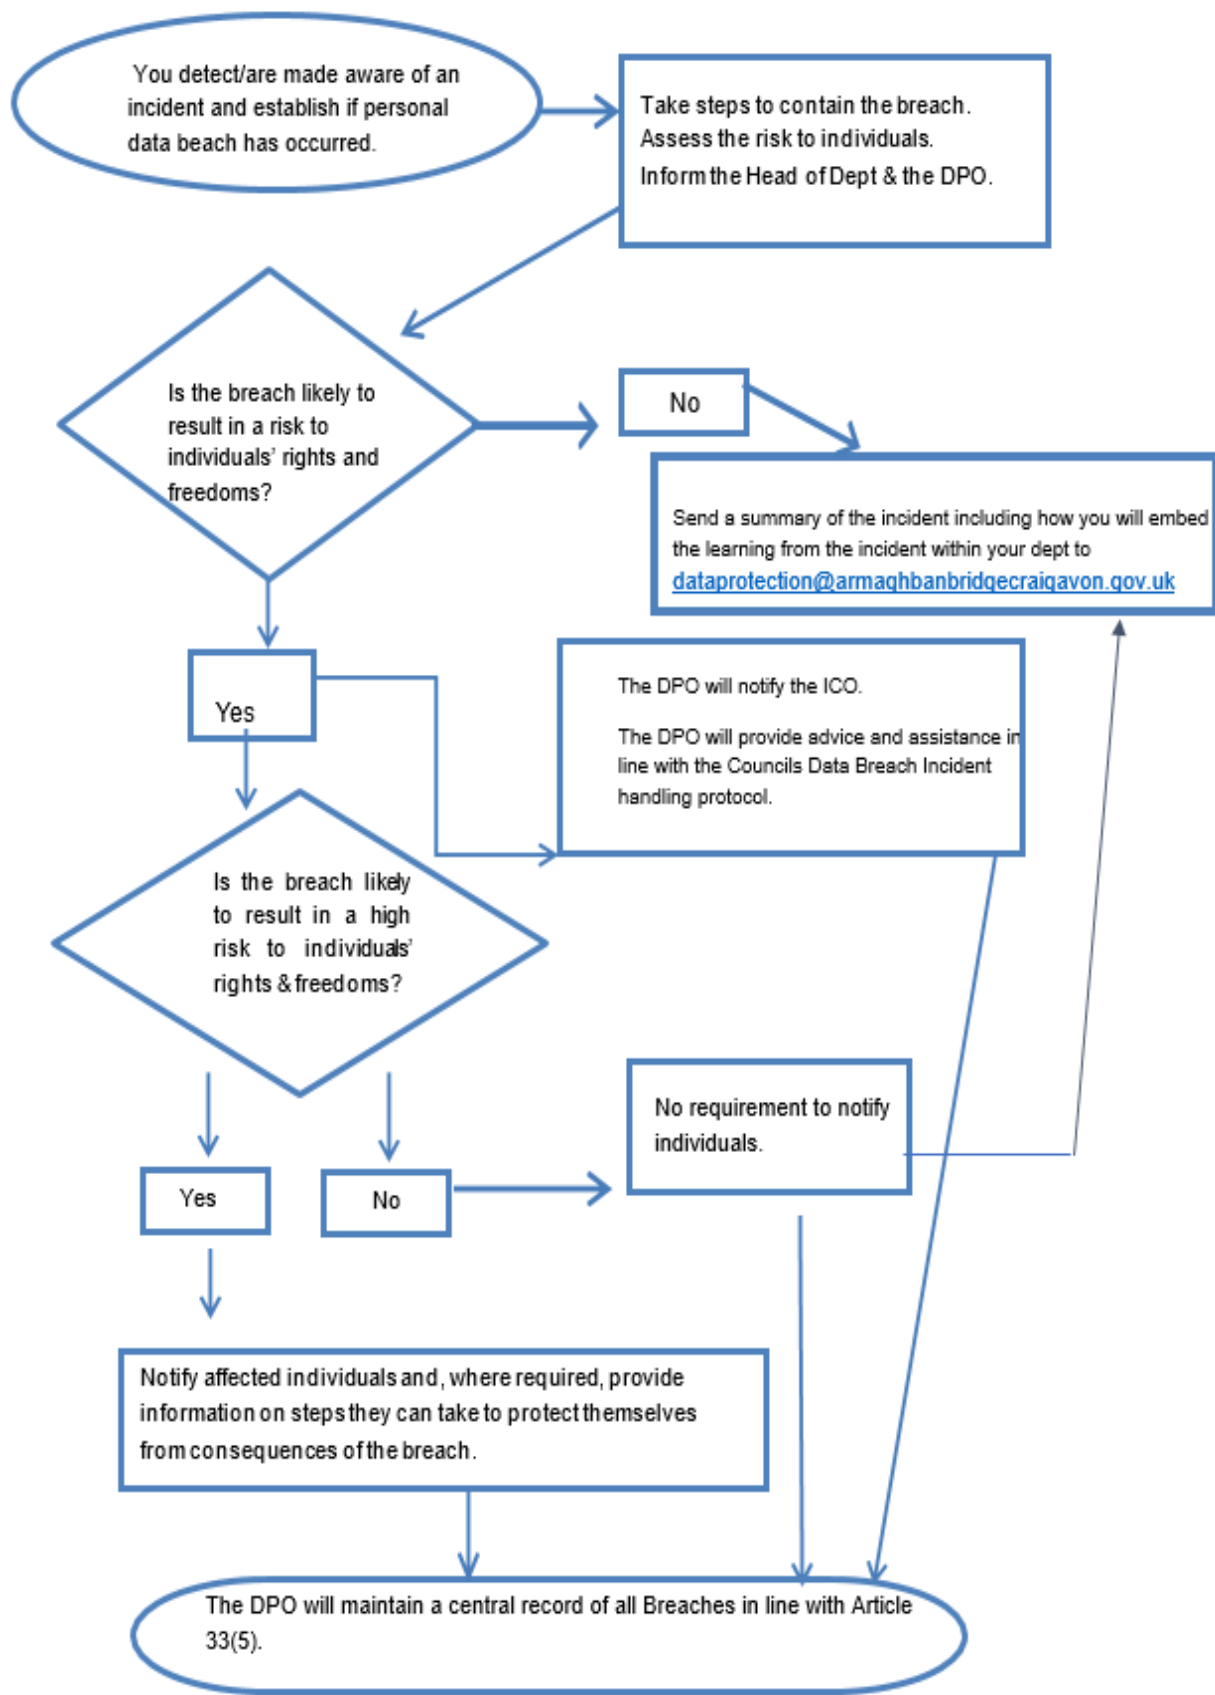 You detect/are made aware of an
incident and establish if personal
data beach has occurred.
Take steps to contain the breach.
Assess the risk to individuals.
Inform the Head of Dept & the DPO.
Is the breach likely to
result in a risk to
individuals’ rights and
freedoms?
No
Send a summary of the incident including how you will embed
the learning from the incident within your dept to
dataprotection@armaghbanbridgecraigavon.gov.uk
Yes
The DPO will notify the ICO.
The DPO will provide advice and assistance in
line with the Councils Data Breach Incident
handling protocol.
Is the breach likely
to result in a high
risk to individuals’
rights & freedoms?
No requirement to notify
individuals.
Yes
No
Notify affected individuals and, where required, provide
information on steps they can take to protect themselves
from consequences of the breach.
The DPO will maintain a central record of all Breaches in line with Article
33(5).